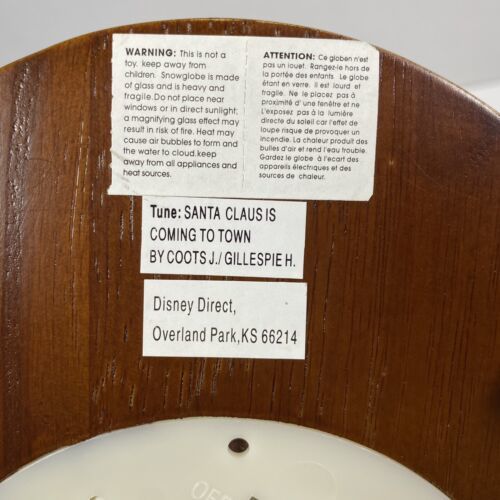 WARNING: This is not a
toy. keep away from
children. Snowglobe is made
of glass and is heavy and
fragile.Do not place near
windows or in direct sunlight,
a magnifying glass effect may
result in risk of fire. Heat may
cause air bubbles to form and
the water to cloud.keep
away from all appliances and
heat sources.
ATTENTION: Ce globen n'est
pas un jouet. Rangez-le hors de
la portée des enfants. Le globe
étant en verre. il est lourd et
fragile. Ne le placez pas à
proximité d' une fenêtre et ne
L'exposez pas à la lumière
directe du soleil car l'effet de
loupe risque de provoquer un
incendie. La chaleur produit des
bulles d'air et rend l'eau trouble.
Gardez le globe à l'écart des
appareils électriques et des
sources de chaleur.
Tune: SANTA CLAUS IS
COMING TO TOWN
BY COOTS J./ GILLESPIE H.
Disney Direct,
Overland Park,KS 66214
OFF